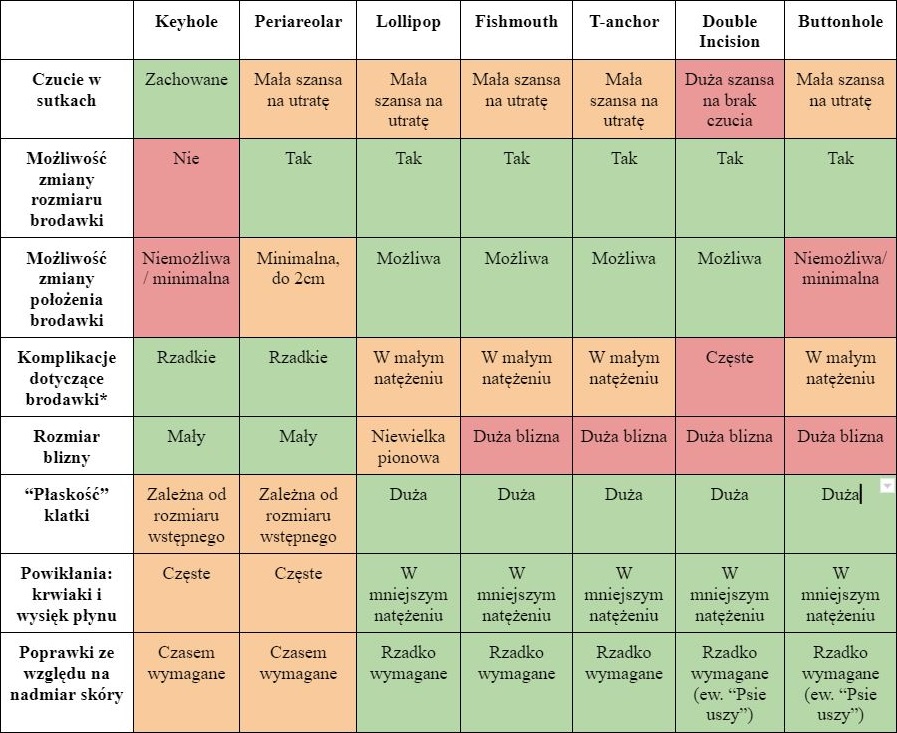 Keyhole Periareolar Lollipop Fishmouth T-anchor Double Incision Buttonhole
Czucie w sutkach Zachowane Mała szansa na utratę Mała szansa na utratę Mała szansa na utratę Mała szansa na utratę Duża szansa na brak czucia Mała szansa na utratę
Możliwość zmiany rozmiaru brodawki Nie Tak Tak Tak Tak Tak Tak
Możliwość zmiany położenia brodawki Niemożliwa / minimalna Minimalna, do 2cm Możliwa Możliwa Możliwa Możliwa Niemożliwa/ minimalna
Komplikacje dotyczące brodawki* Rzadkie Rzadkie W małym natężeniu W małym natężeniu W małym natężeniu Częste W małym natężeniu
Rozmiar blizny Mały Mały Niewielka pionowa Duża blizna Duża blizna Duża blizna Duża blizna
“Płaskość” klatki Zależna od rozmiaru wstępnego Zależna od rozmiaru wstępnego Duża Duża Duża Duża Duża
Powikłania: krwiaki i wysięk płynu Częste Częste W mniejszym natężeniu W mniejszym natężeniu W mniejszym natężeniu W mniejszym natężeniu W mniejszym natężeniu
Poprawki ze względu na nadmiar skóry Czasem wymagane Czasem wymagane Rzadko wymagane Rzadko wymagane Rzadko wymagane Rzadko wymagane (ew. “Psie uszy”) Rzadko wymagane (ew. “Psie uszy”)